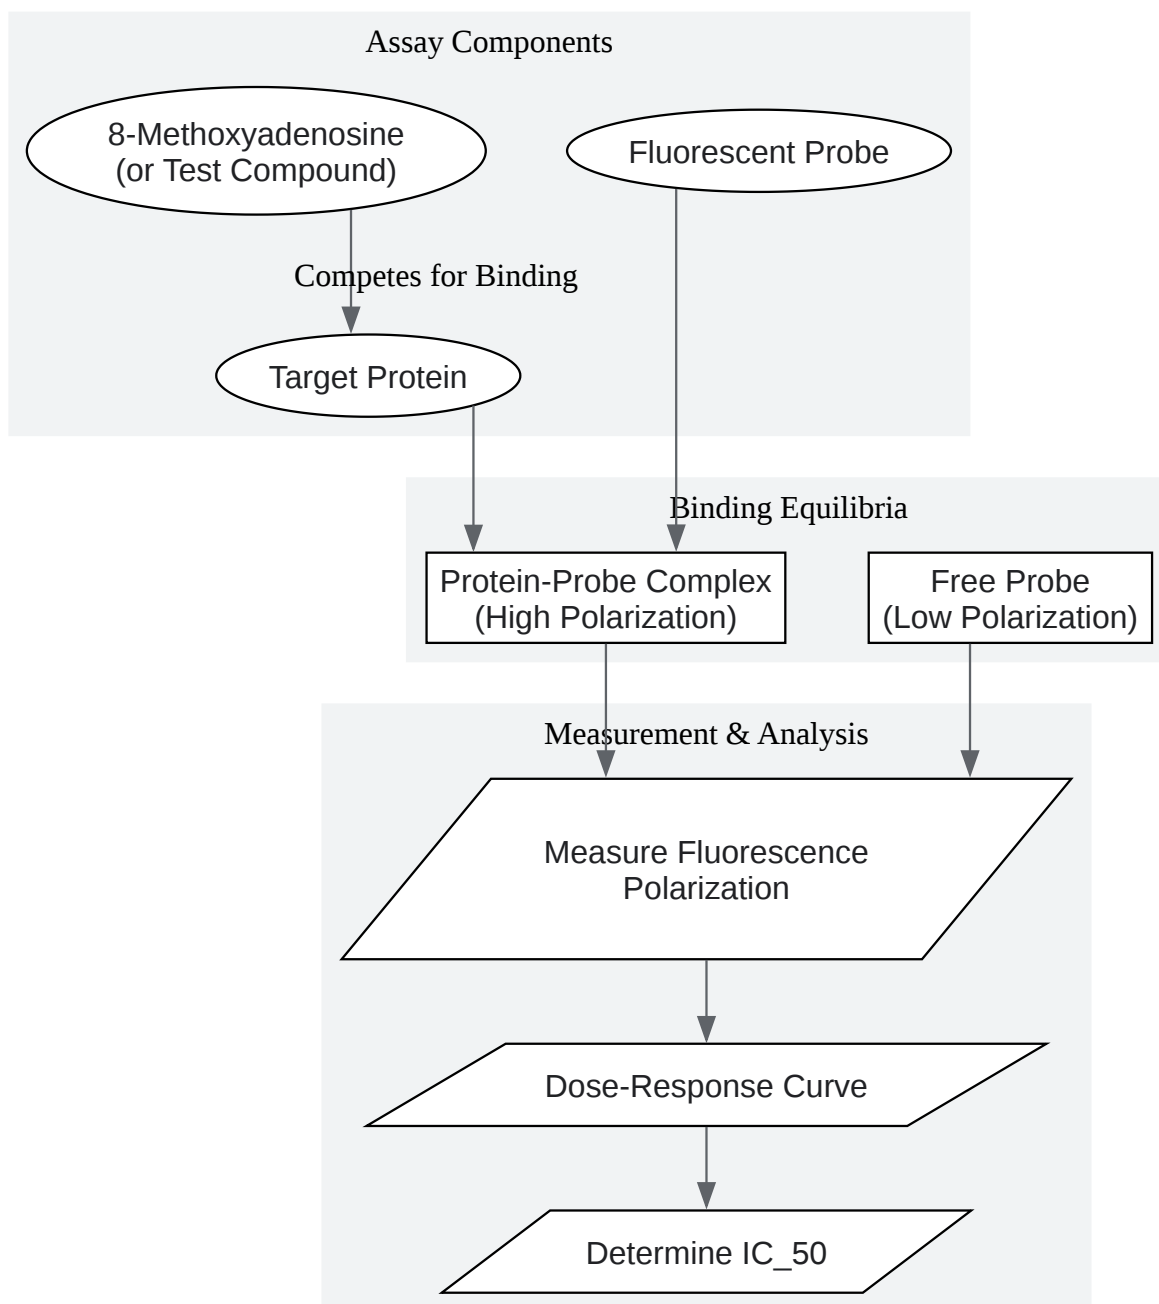 Assay Components
8-Methoxyadenosine
(or Test Compound)
Fluorescent Probe
Competes for Binding
Target Protein
Binding Equilibria
Protein-Probe Complex
(High Polarization)
Free Probe
(Low Polarization)
Measurement & Analysis
Measure Fluorescence
Polarization
Dose-Response Curve
Determine IC_50